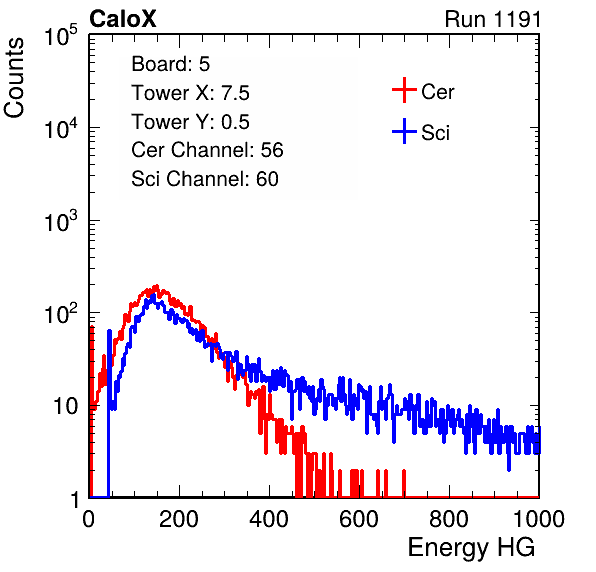 CaloX Run 1191
Counts
Board: 5
Tower X: 7.5
Tower Y: 0.5
Cer Channel: 56
Sci Channel: 60
Cer
Sci
10^5
10^4
10^3
10^2
10
1
0 200 400 600 800 1000
Energy HG